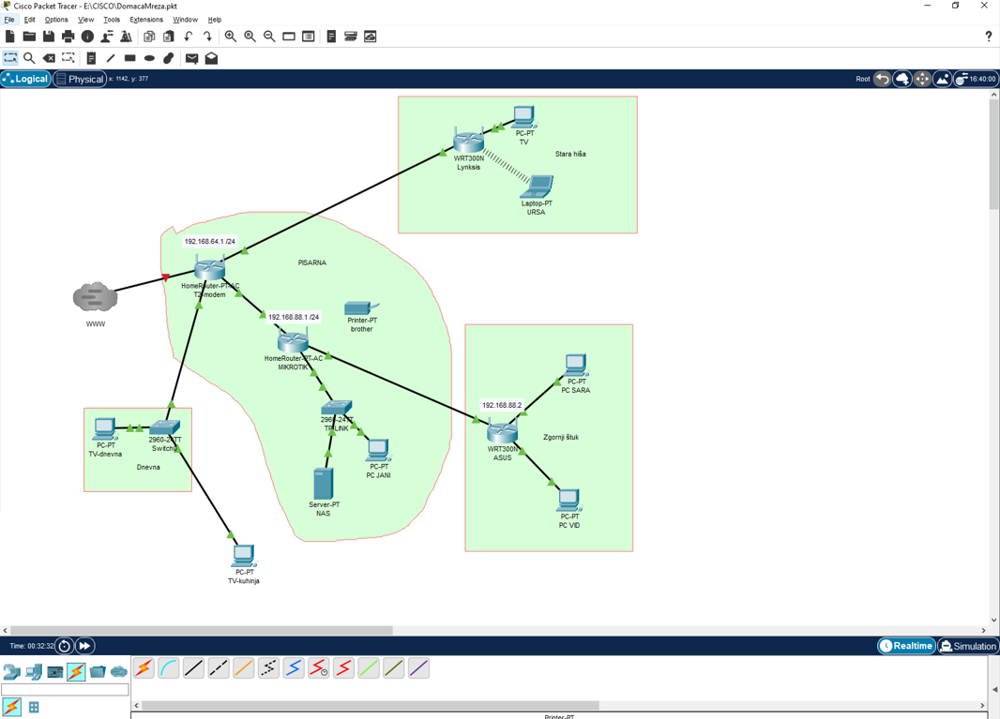 Cisco Packet Tracer - E:\CISCO\DomacaMreza.pkt
File Edit Options View Tools Extensions Window Help
?
Logical Physical x: 1142, y: 377 Root 16:40:00
PC-PT
TV
WRT300N
Lynksis
Stara hiša
Laptop-PT
URSA
192.168.64.1 /24
PISARNA
HomeRouter-PT-AC
T2-modem
WWW
192.168.88.1 /24
Printer-PT
brother
HomeRouter-PT-AC
MIKROTIK
PC-PT
PC SARA
192.168.88.2
2960-24TT
TP-LINK
WRT300N
ASUS
Zgornji štuk
2960-24TT
Switch0
PC-PT
TV-dnevna
Dnevna
PC-PT
PC JANI
Server-PT
NAS
PC-PT
PC VID
PC-PT
TV-kuhinja
Time: 00:32:32 Realtime Simulation
Printer-PT